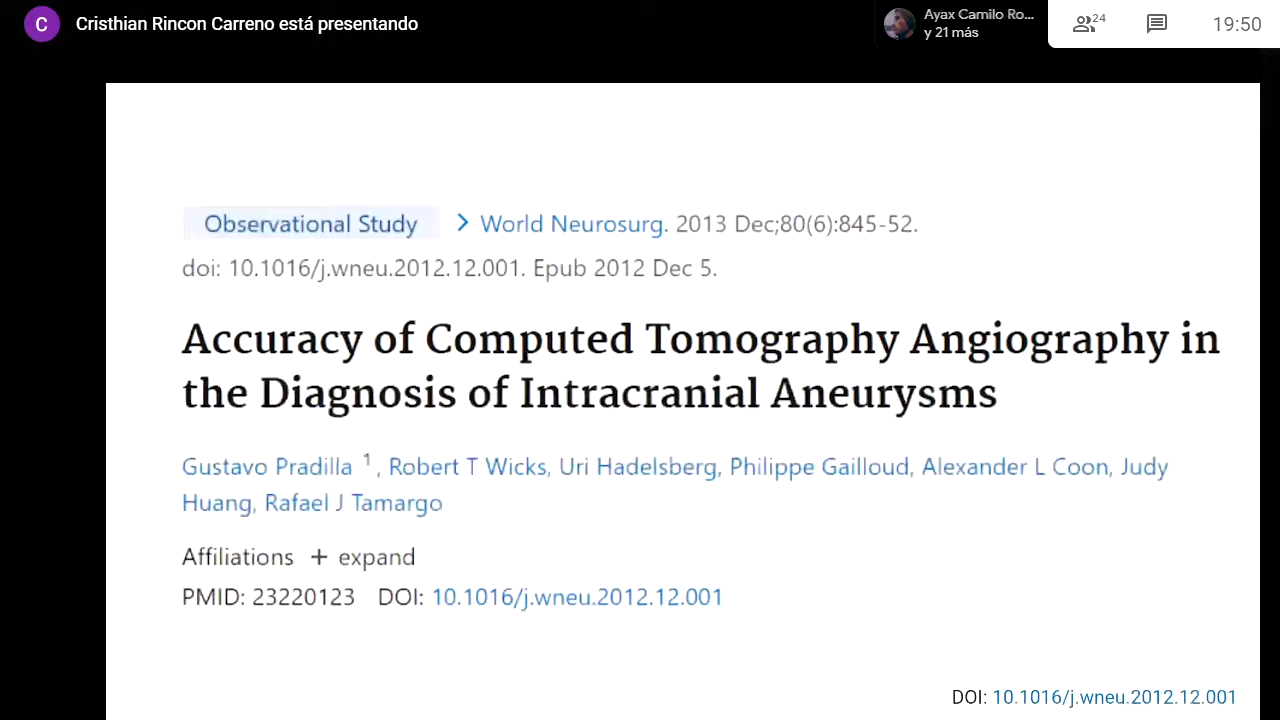 C
Cristhian Rincon Carreno está presentando
Ayax Camilo Ro...
y 21 más
24
19:50
Observational Study > World Neurosurg. 2013 Dec;80(6):845-52.
doi: 10.1016/j.wneu.2012.12.001. Epub 2012 Dec 5.
Accuracy of Computed Tomography Angiography in
the Diagnosis of Intracranial Aneurysms
Gustavo Pradilla 1, Robert T Wicks, Uri Hadelsberg, Philippe Gailloud, Alexander L Coon, Judy
Huang, Rafael J Tamargo
Affiliations + expand
PMID: 23220123 DOI: 10.1016/j.wneu.2012.12.001
DOI: 10.1016/j.wneu.2012.12.001